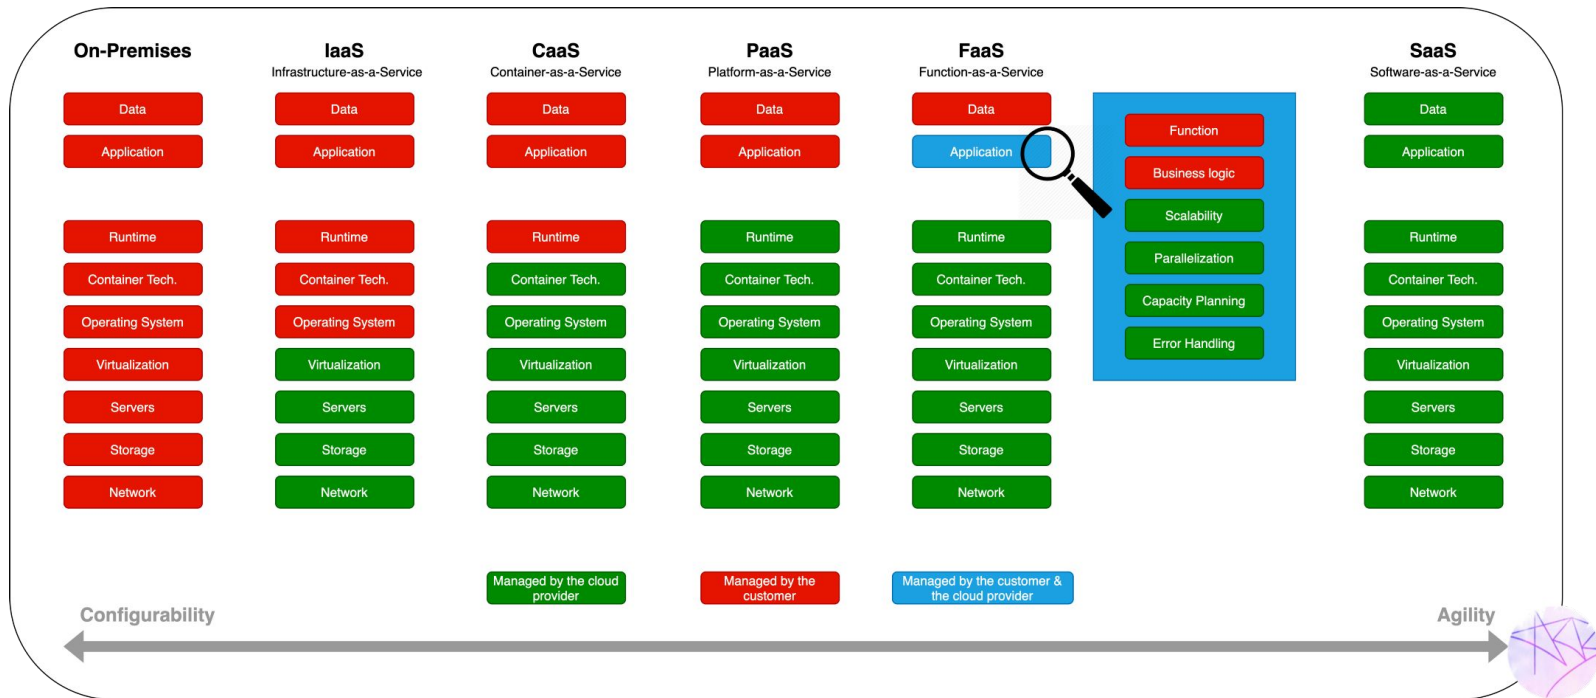 On-Premises
IaaS
Infrastructure-as-a-Service
CaaS
Container-as-a-Service
PaaS
Platform-as-a-Service
FaaS
Function-as-a-Service
SaaS
Software-as-a-Service
Data
Application
Runtime
Container Tech.
Operating System
Virtualization
Servers
Storage
Network
Data
Application
Runtime
Container Tech.
Operating System
Virtualization
Servers
Storage
Network
Data
Application
Runtime
Container Tech.
Operating System
Virtualization
Servers
Storage
Network
Data
Application
Runtime
Container Tech.
Operating System
Virtualization
Servers
Storage
Network
Data
Application
Runtime
Container Tech.
Operating System
Virtualization
Servers
Storage
Network
Function
Business logic
Scalability
Parallelization
Capacity Planning
Error Handling
Data
Application
Runtime
Container Tech.
Operating System
Virtualization
Servers
Storage
Network
Managed by the cloud
provider
Managed by the
customer
Managed by the customer &
the cloud provider
Configurability
Agility